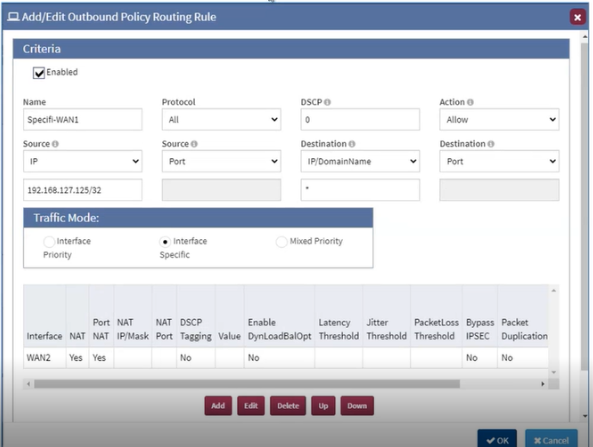 Add/Edit Outbound Policy Routing Rule
Criteria
Enabled
Name Protocol DSCP Action
Specifi-WAN1 All 0 Allow
Source Source Destination Destination
IP Port IP/DomainName Port
192.168.127.125/32 *
Traffic Mode:
Interface Priority Interface Specific Mixed Priority
Interface NAT Port NAT NAT IP/Mask NAT Port DSCP Tagging Value Enable DynLoadBalOpt Latency Threshold Jitter Threshold PacketLoss Threshold Bypass IPSEC Packet Duplication
WAN2 Yes Yes No No No No
Add Edit Delete Up Down
OK Cancel